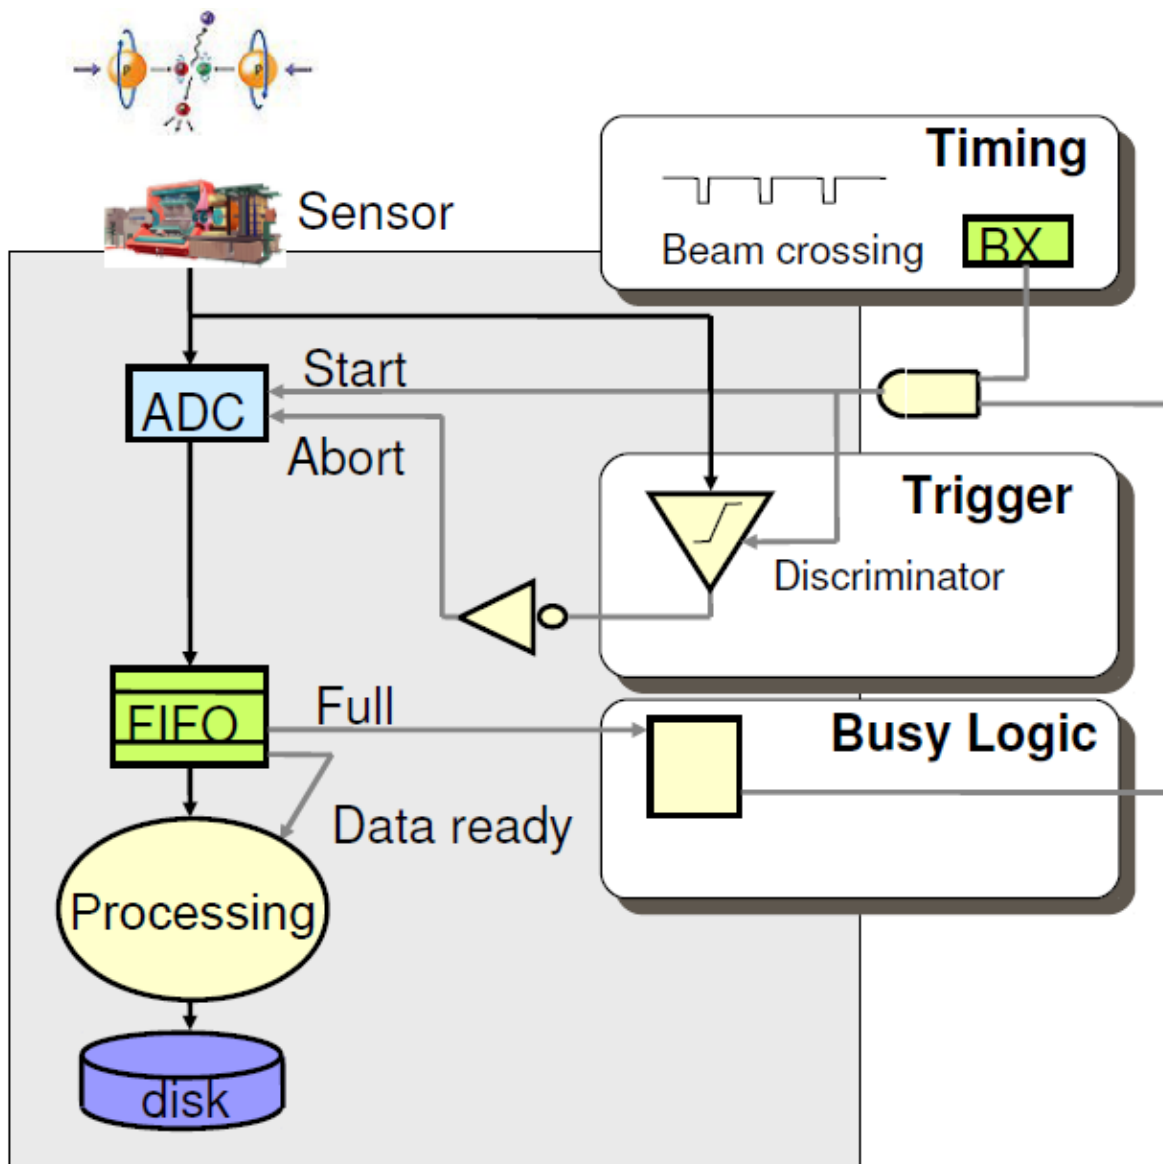 Sensor
Timing
Beam crossing
BX
Start
ADC
Abort
Trigger
Discriminator
FIFO
Full
Busy Logic
Data ready
Processing
disk